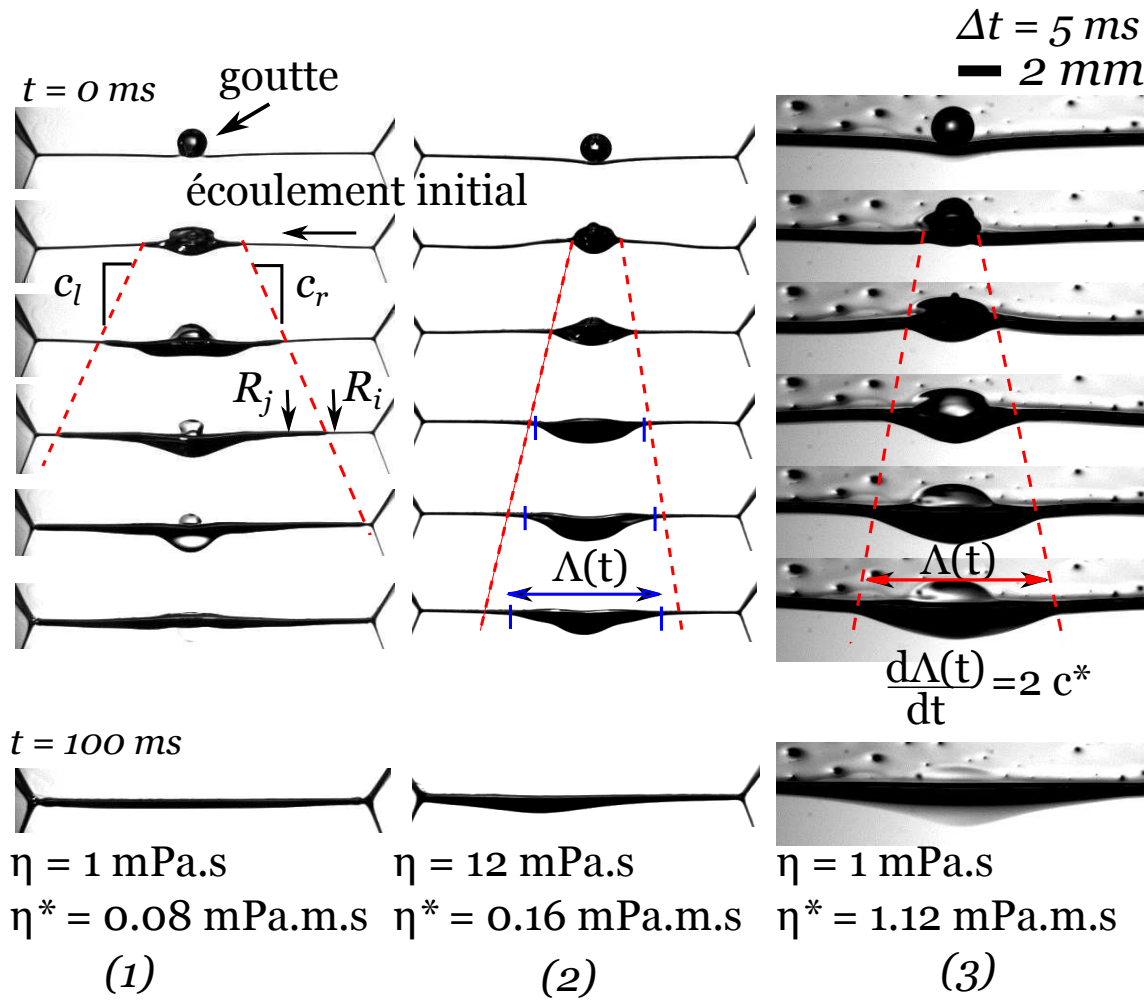 Δt = 5 ms
2 mm
t = 0 ms
goutte
écoulement initial
c_l
c_r
R_j
R_i
Λ(t)
Λ(t)
dΛ(t)
dt
=2 c*
t = 100 ms
η = 1 mPa.s
η* = 0.08 mPa.m.s
(1)
η = 12 mPa.s
η* = 0.16 mPa.m.s
(2)
η = 1 mPa.s
η* = 1.12 mPa.m.s
(3)